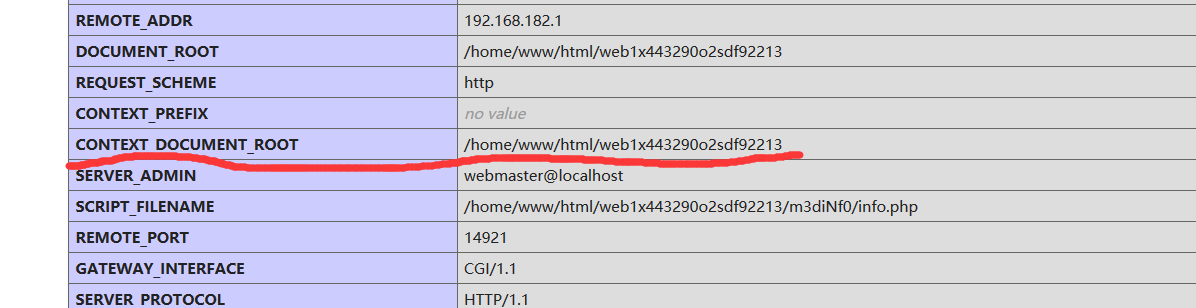 REMOTE_ADDR 192.168.182.1
DOCUMENT_ROOT /home/www/html/web1x443290o2sdf92213
REQUEST_SCHEME http
CONTEXT_PREFIX no value
CONTEXT_DOCUMENT_ROOT /home/www/html/web1x443290o2sdf92213
SERVER_ADMIN webmaster@localhost
SCRIPT_FILENAME /home/www/html/web1x443290o2sdf92213/m3diNf0/info.php
REMOTE_PORT 14921
GATEWAY_INTERFACE CGI/1.1
SERVER_PROTOCOL HTTP/1.1